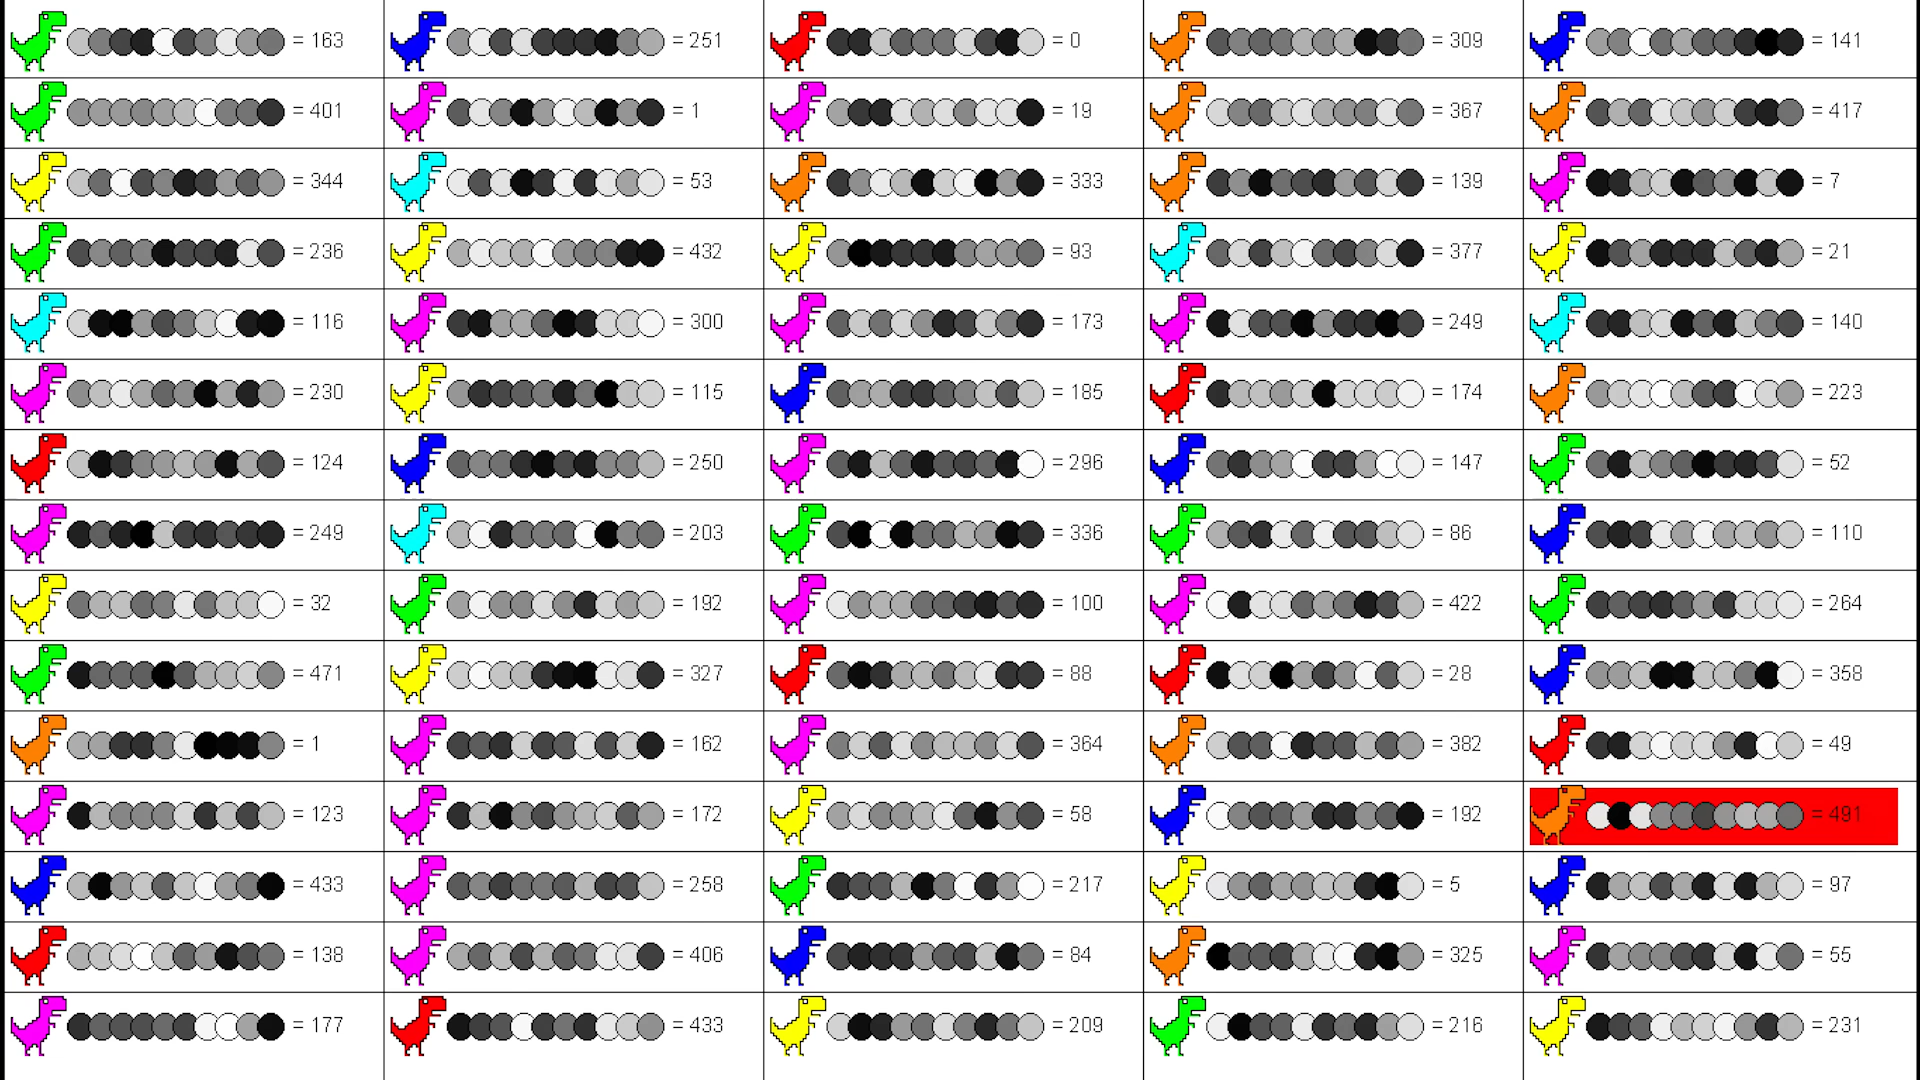 = 163 = 251 = 0 = 309 = 141
= 401 = 1 = 19 = 367 = 417
= 344 = 53 = 333 = 139 = 7
= 236 = 432 = 93 = 377 = 21
= 116 = 300 = 173 = 249 = 140
= 230 = 115 = 185 = 174 = 223
= 124 = 250 = 296 = 147 = 52
= 249 = 203 = 336 = 86 = 110
= 32 = 192 = 100 = 422 = 264
= 471 = 327 = 88 = 28 = 358
= 1 = 162 = 364 = 382 = 49
= 123 = 172 = 58 = 192 = 491
= 433 = 258 = 217 = 5 = 97
= 138 = 406 = 84 = 325 = 55
= 177 = 433 = 209 = 216 = 231